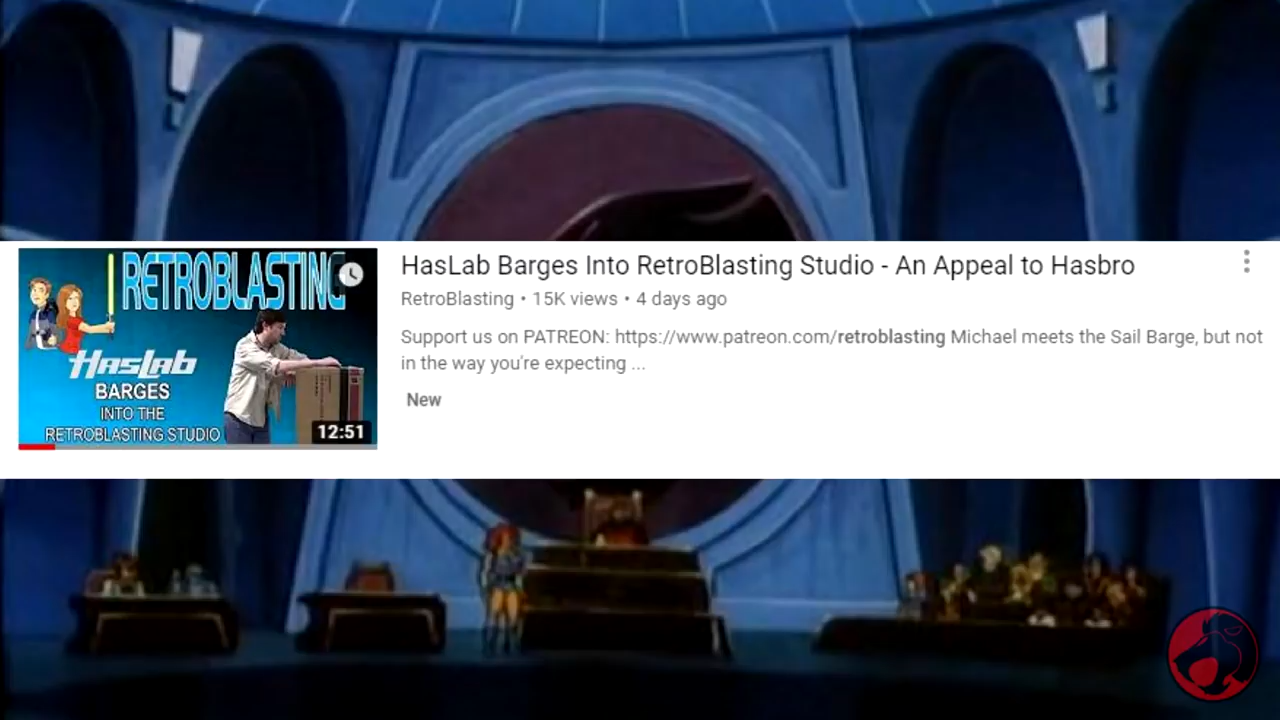 RETROBLASTING
HASLAB
BARGES
INTO THE
RETROBLASTING STUDIO
12:51
HasLab Barges Into RetroBlasting Studio - An Appeal to Hasbro
RetroBlasting • 15K views • 4 days ago
Support us on PATREON: https://www.patreon.com/retroblasting Michael meets the Sail Barge, but not
in the way you're expecting ...
New